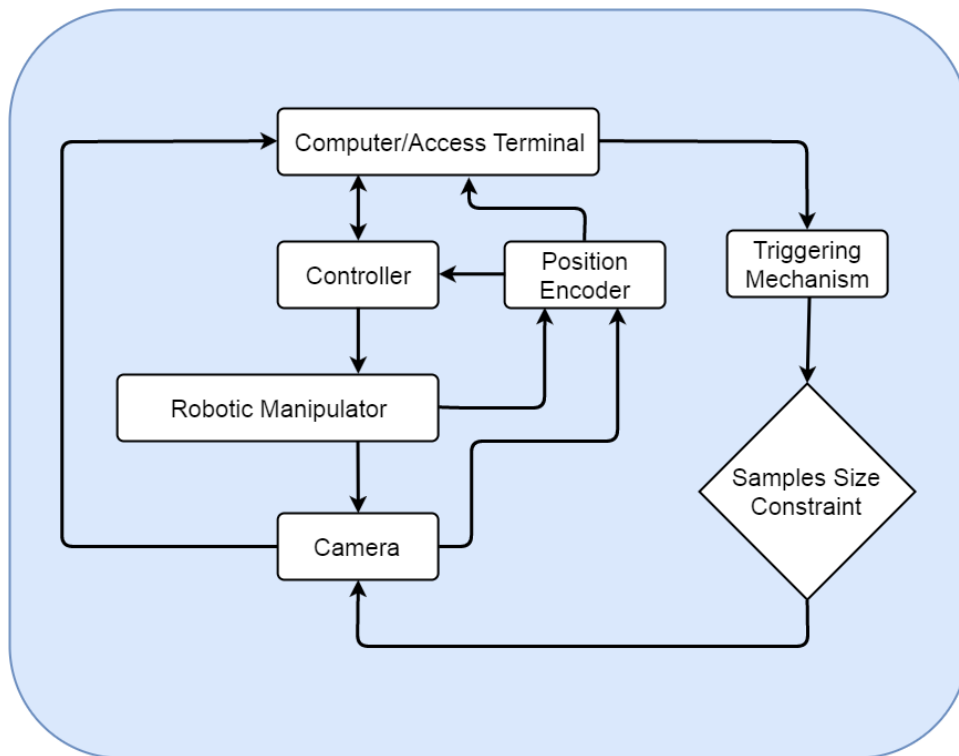 Computer/Access Terminal
Controller
Position
Encoder
Triggering
Mechanism
Robotic Manipulator
Samples Size
Constraint
Camera